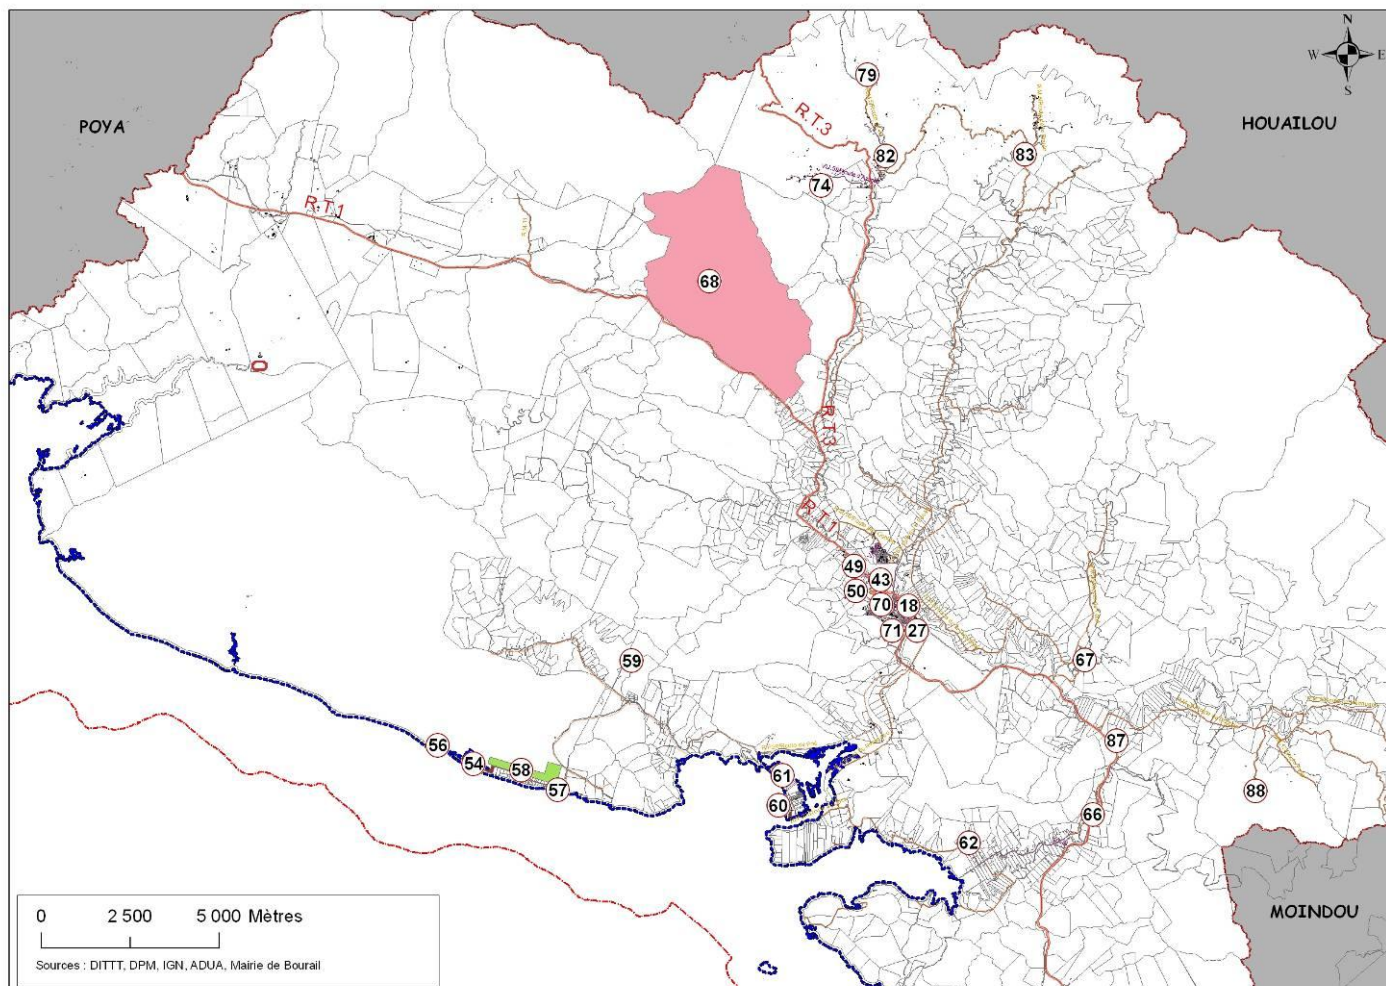 N
W
E
S
POYA
HOUAILOU
79
R.T.3
82
83
74
R.T.1
68
R.T.3
R.T.1
49
43
50
70
18
71
27
59
67
56
54
58
57
61
60
87
88
66
62
MOINDOU
0 2 500 5 000 Mètres
Sources : DITTT, DPM, IGN, ADUA, Mairie de Bourail